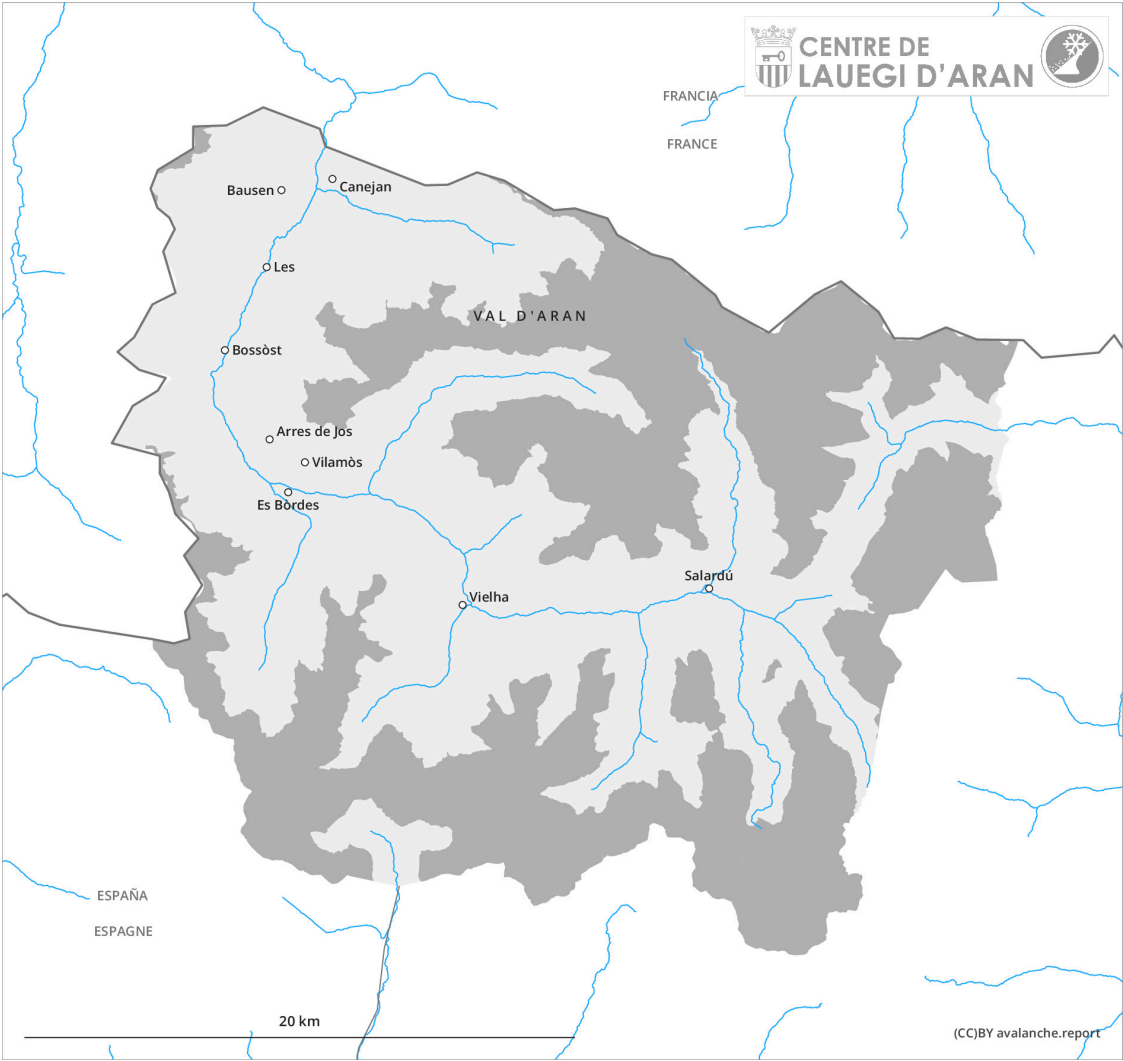 CENTRE DE
LAUEGI D'ARAN
FRANCIA
FRANCE
Bausen
Canejan
Les
VAL D'ARAN
Bossòst
Arres de Jos
Vilamòs
Es Bòrdes
Salardú
Vielha
ESPAÑA
ESPAGNE
20 km
(CC)BY avalanche.report